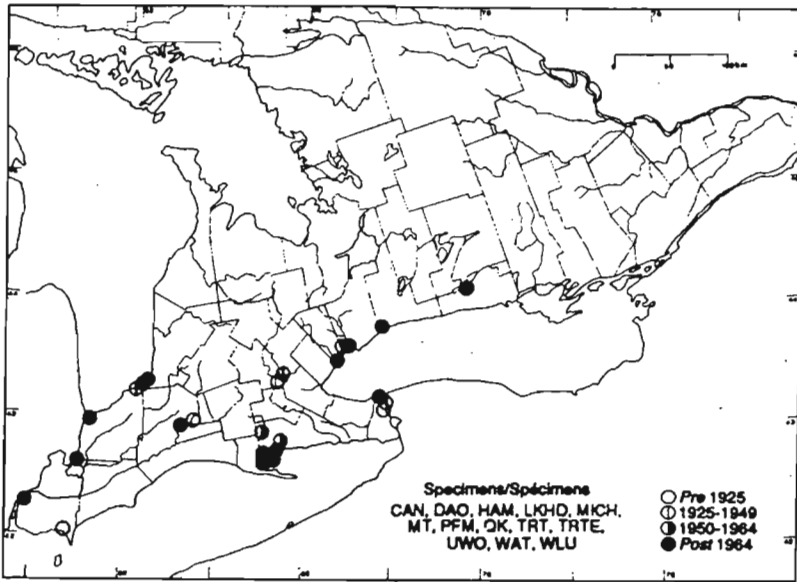 Specimens/Spécimens
CAN, DAO, HAM, LKHD, MICH,
MT, PFM, QK, TRT, TRTE,
UWO, WAT, WLU
Pre 1925
1925-1949
1950-1964
Post 1964